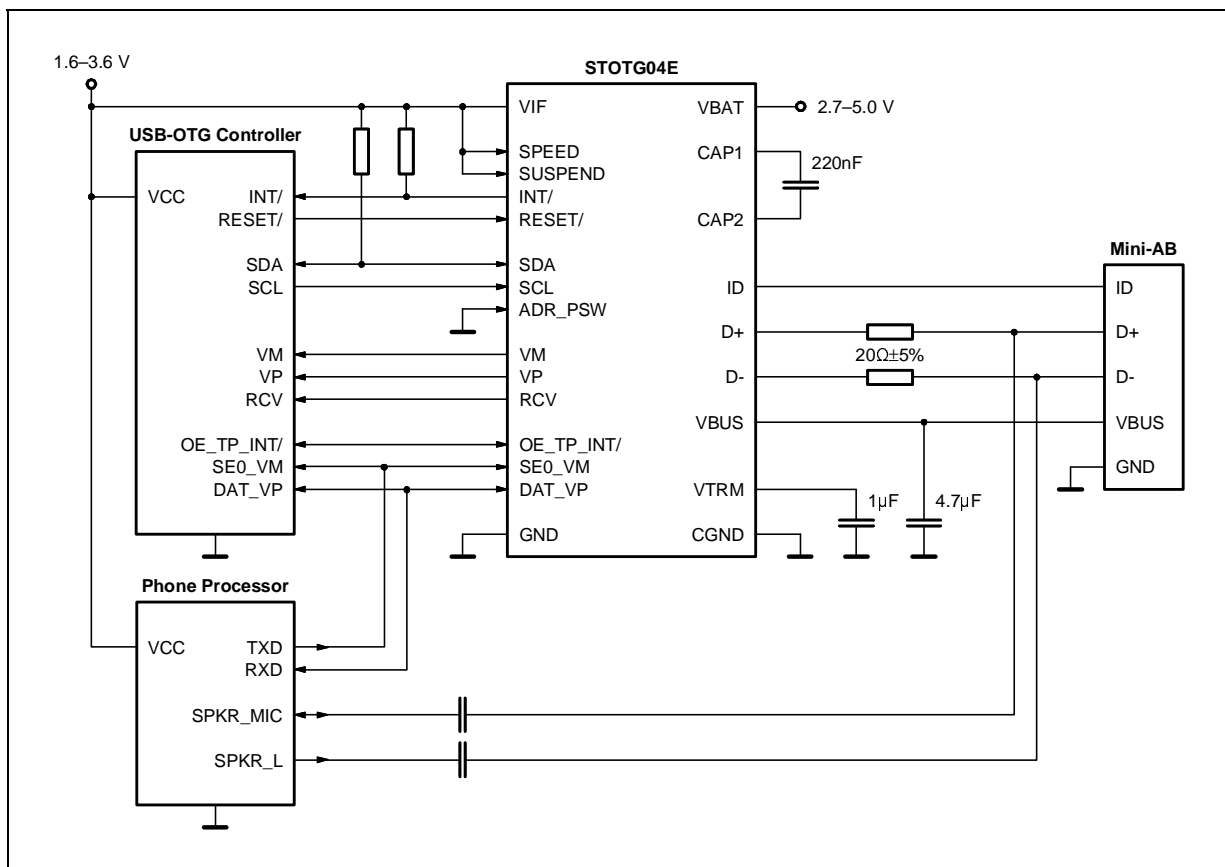 1.6–3.6 V
USB-OTG Controller
VCC
INT/
RESET/
SDA
SCL
VM
VP
RCV
OE_TP_INT/
SE0_VM
DAT_VP
STOTG04E
VIF
SPEED
SUSPEND
INT/
RESET/
SDA
SCL
ADR_PSW
VM
VP
RCV
OE_TP_INT/
SE0_VM
DAT_VP
GND
VBAT
CAP1
CAP2
ID
D+
D-
VBUS
VTRM
CGND
2.7–5.0 V
220nF
20Ω±5%
1µF
4.7µF
Mini-AB
ID
D+
D-
VBUS
GND
Phone Processor
VCC
TXD
RXD
SPKR_MIC
SPKR_L